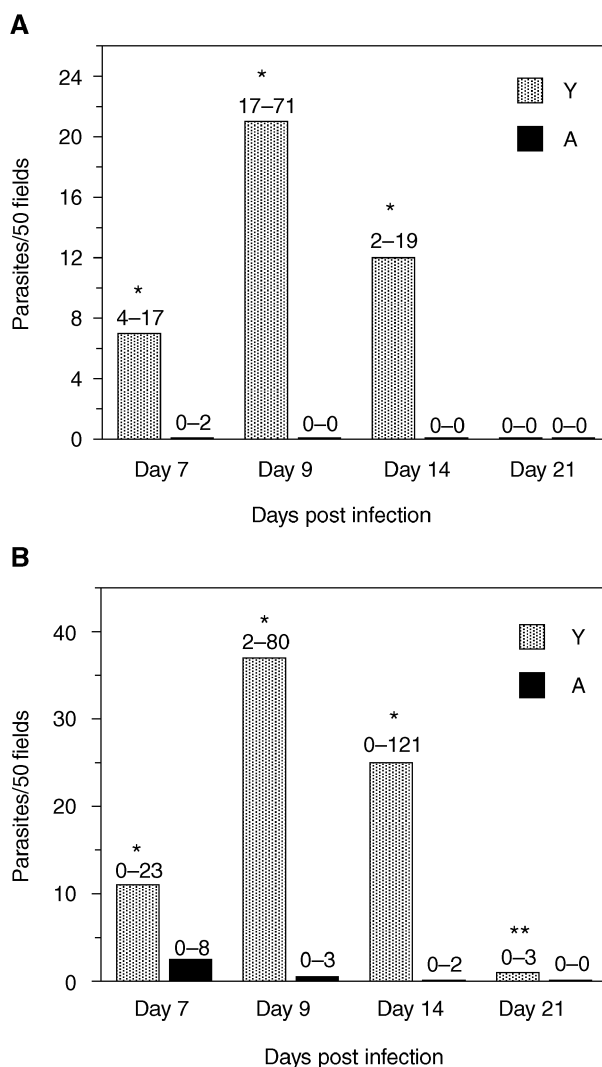 A
Parasites/50 fields
24
20
16
12
8
4
0
*
4–17
0–2
*
17–71
0–0
*
2–19
0–0
0–0
0–0
Y
A
Day 7
Day 9
Day 14
Day 21
Days post infection
B
Parasites/50 fields
40
30
20
10
0
*
0–23
0–8
*
2–80
0–3
*
0–121
0–2
**
0–3
0–0
Y
A
Day 7
Day 9
Day 14
Day 21
Days post infection